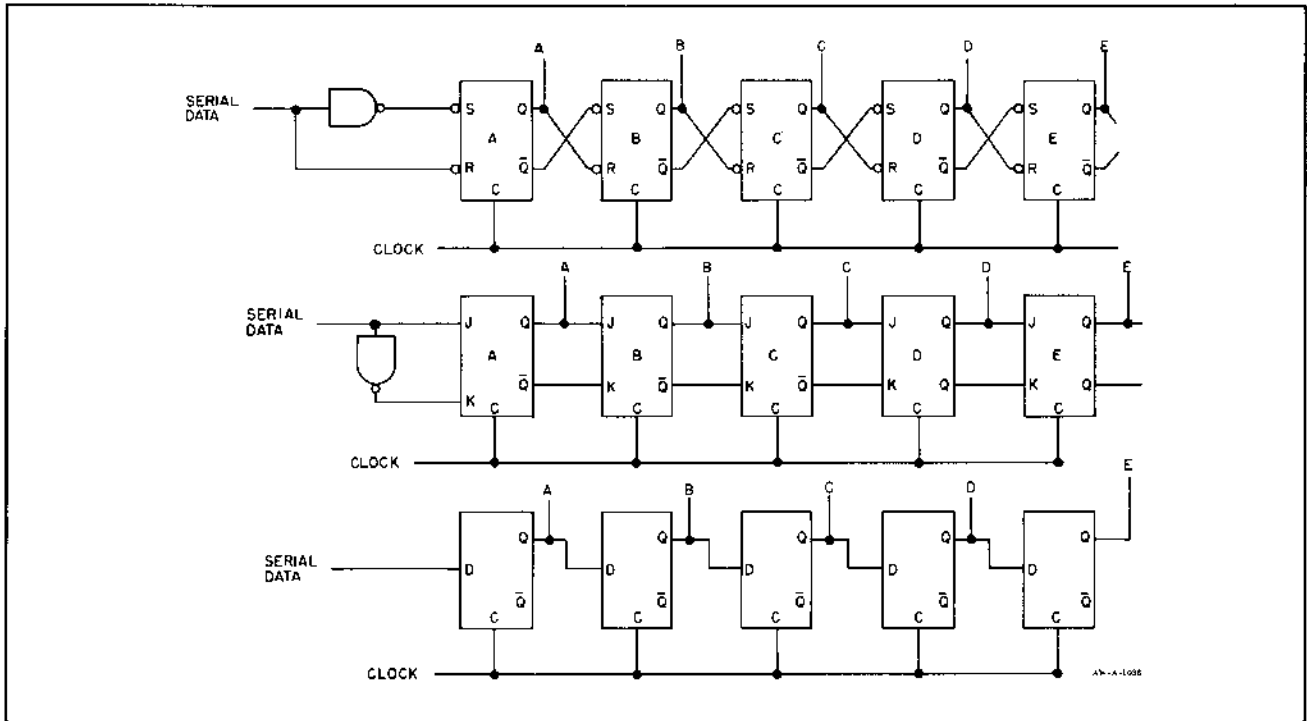 A B C D E
SERIAL DATA
S Q S Q S Q S Q S Q
A B C D E
R Q̄ R Q̄ R Q̄ R Q̄ R Q̄
C C C C C
CLOCK
A B C D E
SERIAL DATA
J Q J Q J Q J Q J Q
A B C D E
Q̄ K Q̄ K Q̄ K Q K Q
K
C C C C C
CLOCK
A B C D E
Q Q Q Q Q
SERIAL DATA
D D D D D
Q̄ Q̄ Q̄ Q̄ Q̄
C C C C C
CLOCK